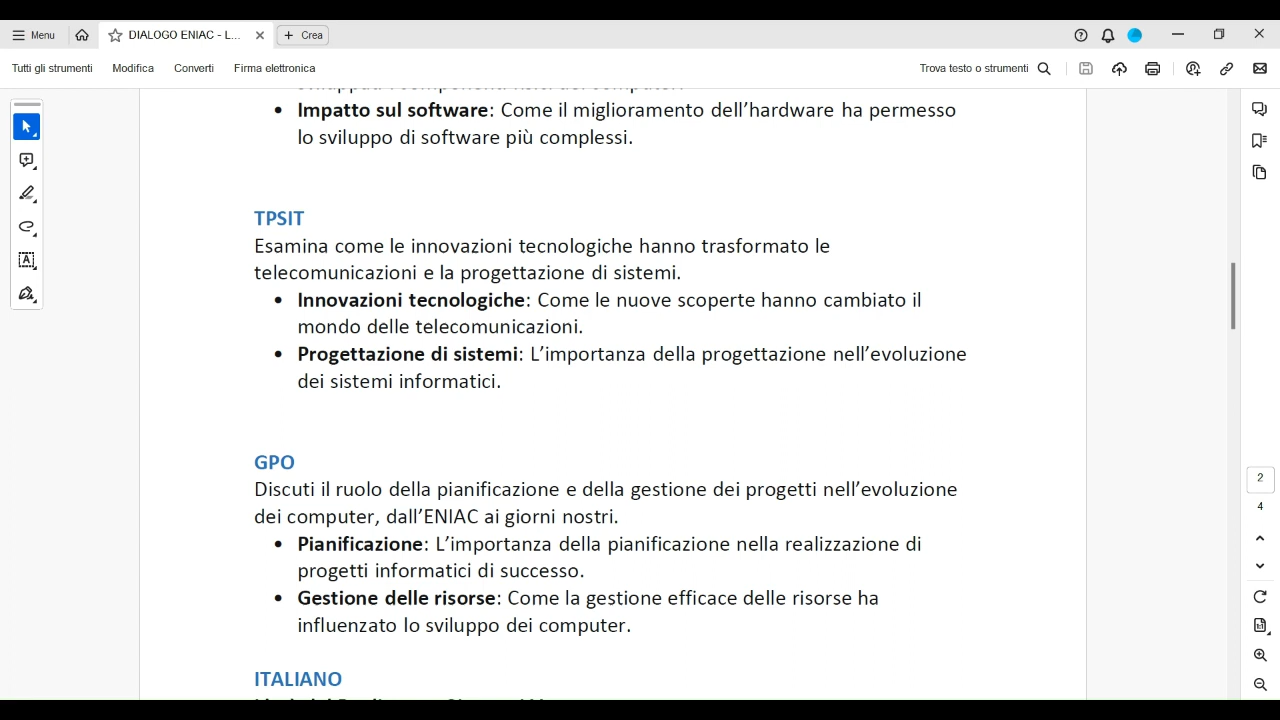 Menu
DIALOGO ENIAC - L...
Crea
Tutti gli strumenti Modifica Converti Firma elettronica Trova testo o strumenti
• Impatto sul software: Come il miglioramento dell'hardware ha permesso
lo sviluppo di software più complessi.
TPSIT
Esamina come le innovazioni tecnologiche hanno trasformato le
telecomunicazioni e la progettazione di sistemi.
• Innovazioni tecnologiche: Come le nuove scoperte hanno cambiato il
mondo delle telecomunicazioni.
• Progettazione di sistemi: L'importanza della progettazione nell'evoluzione
dei sistemi informatici.
GPO
Discuti il ruolo della pianificazione e della gestione dei progetti nell'evoluzione
dei computer, dall'ENIAC ai giorni nostri.
• Pianificazione: L'importanza della pianificazione nella realizzazione di
progetti informatici di successo.
• Gestione delle risorse: Come la gestione efficace delle risorse ha
influenzato lo sviluppo dei computer.
ITALIANO
2
4